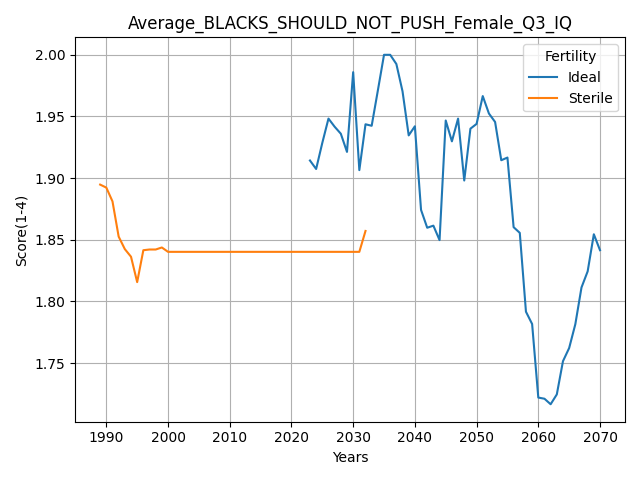 Average_BLACKS_SHOULD_NOT_PUSH_Female_Q3_IQ
Fertility
Ideal
Sterile
Score(1-4)
2.00
1.95
1.90
1.85
1.80
1.75
1990 2000 2010 2020 2030 2040 2050 2060 2070
Years